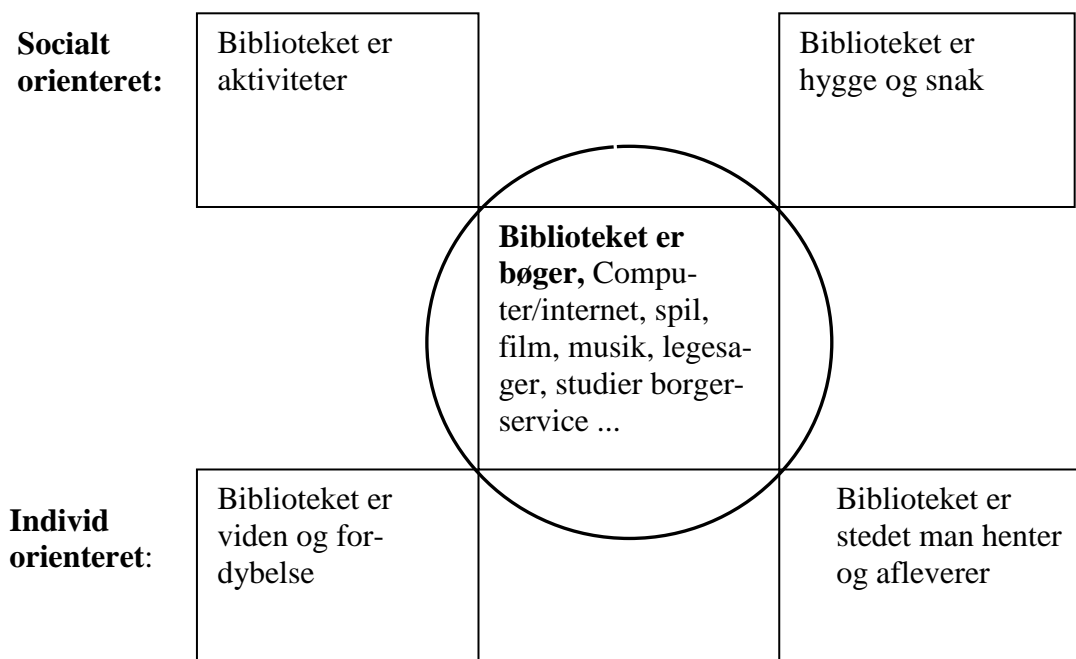 Socialt
orienteret:
Biblioteket er
aktiviteter
Biblioteket er
hygge og snak
Biblioteket er
bøger, Compu-
ter/internet, spil,
film, musik, legesa-
ger, studier borger-
service ...
Individ
orienteret:
Biblioteket er
viden og for-
dybelse
Biblioteket er
stedet man henter
og afleverer